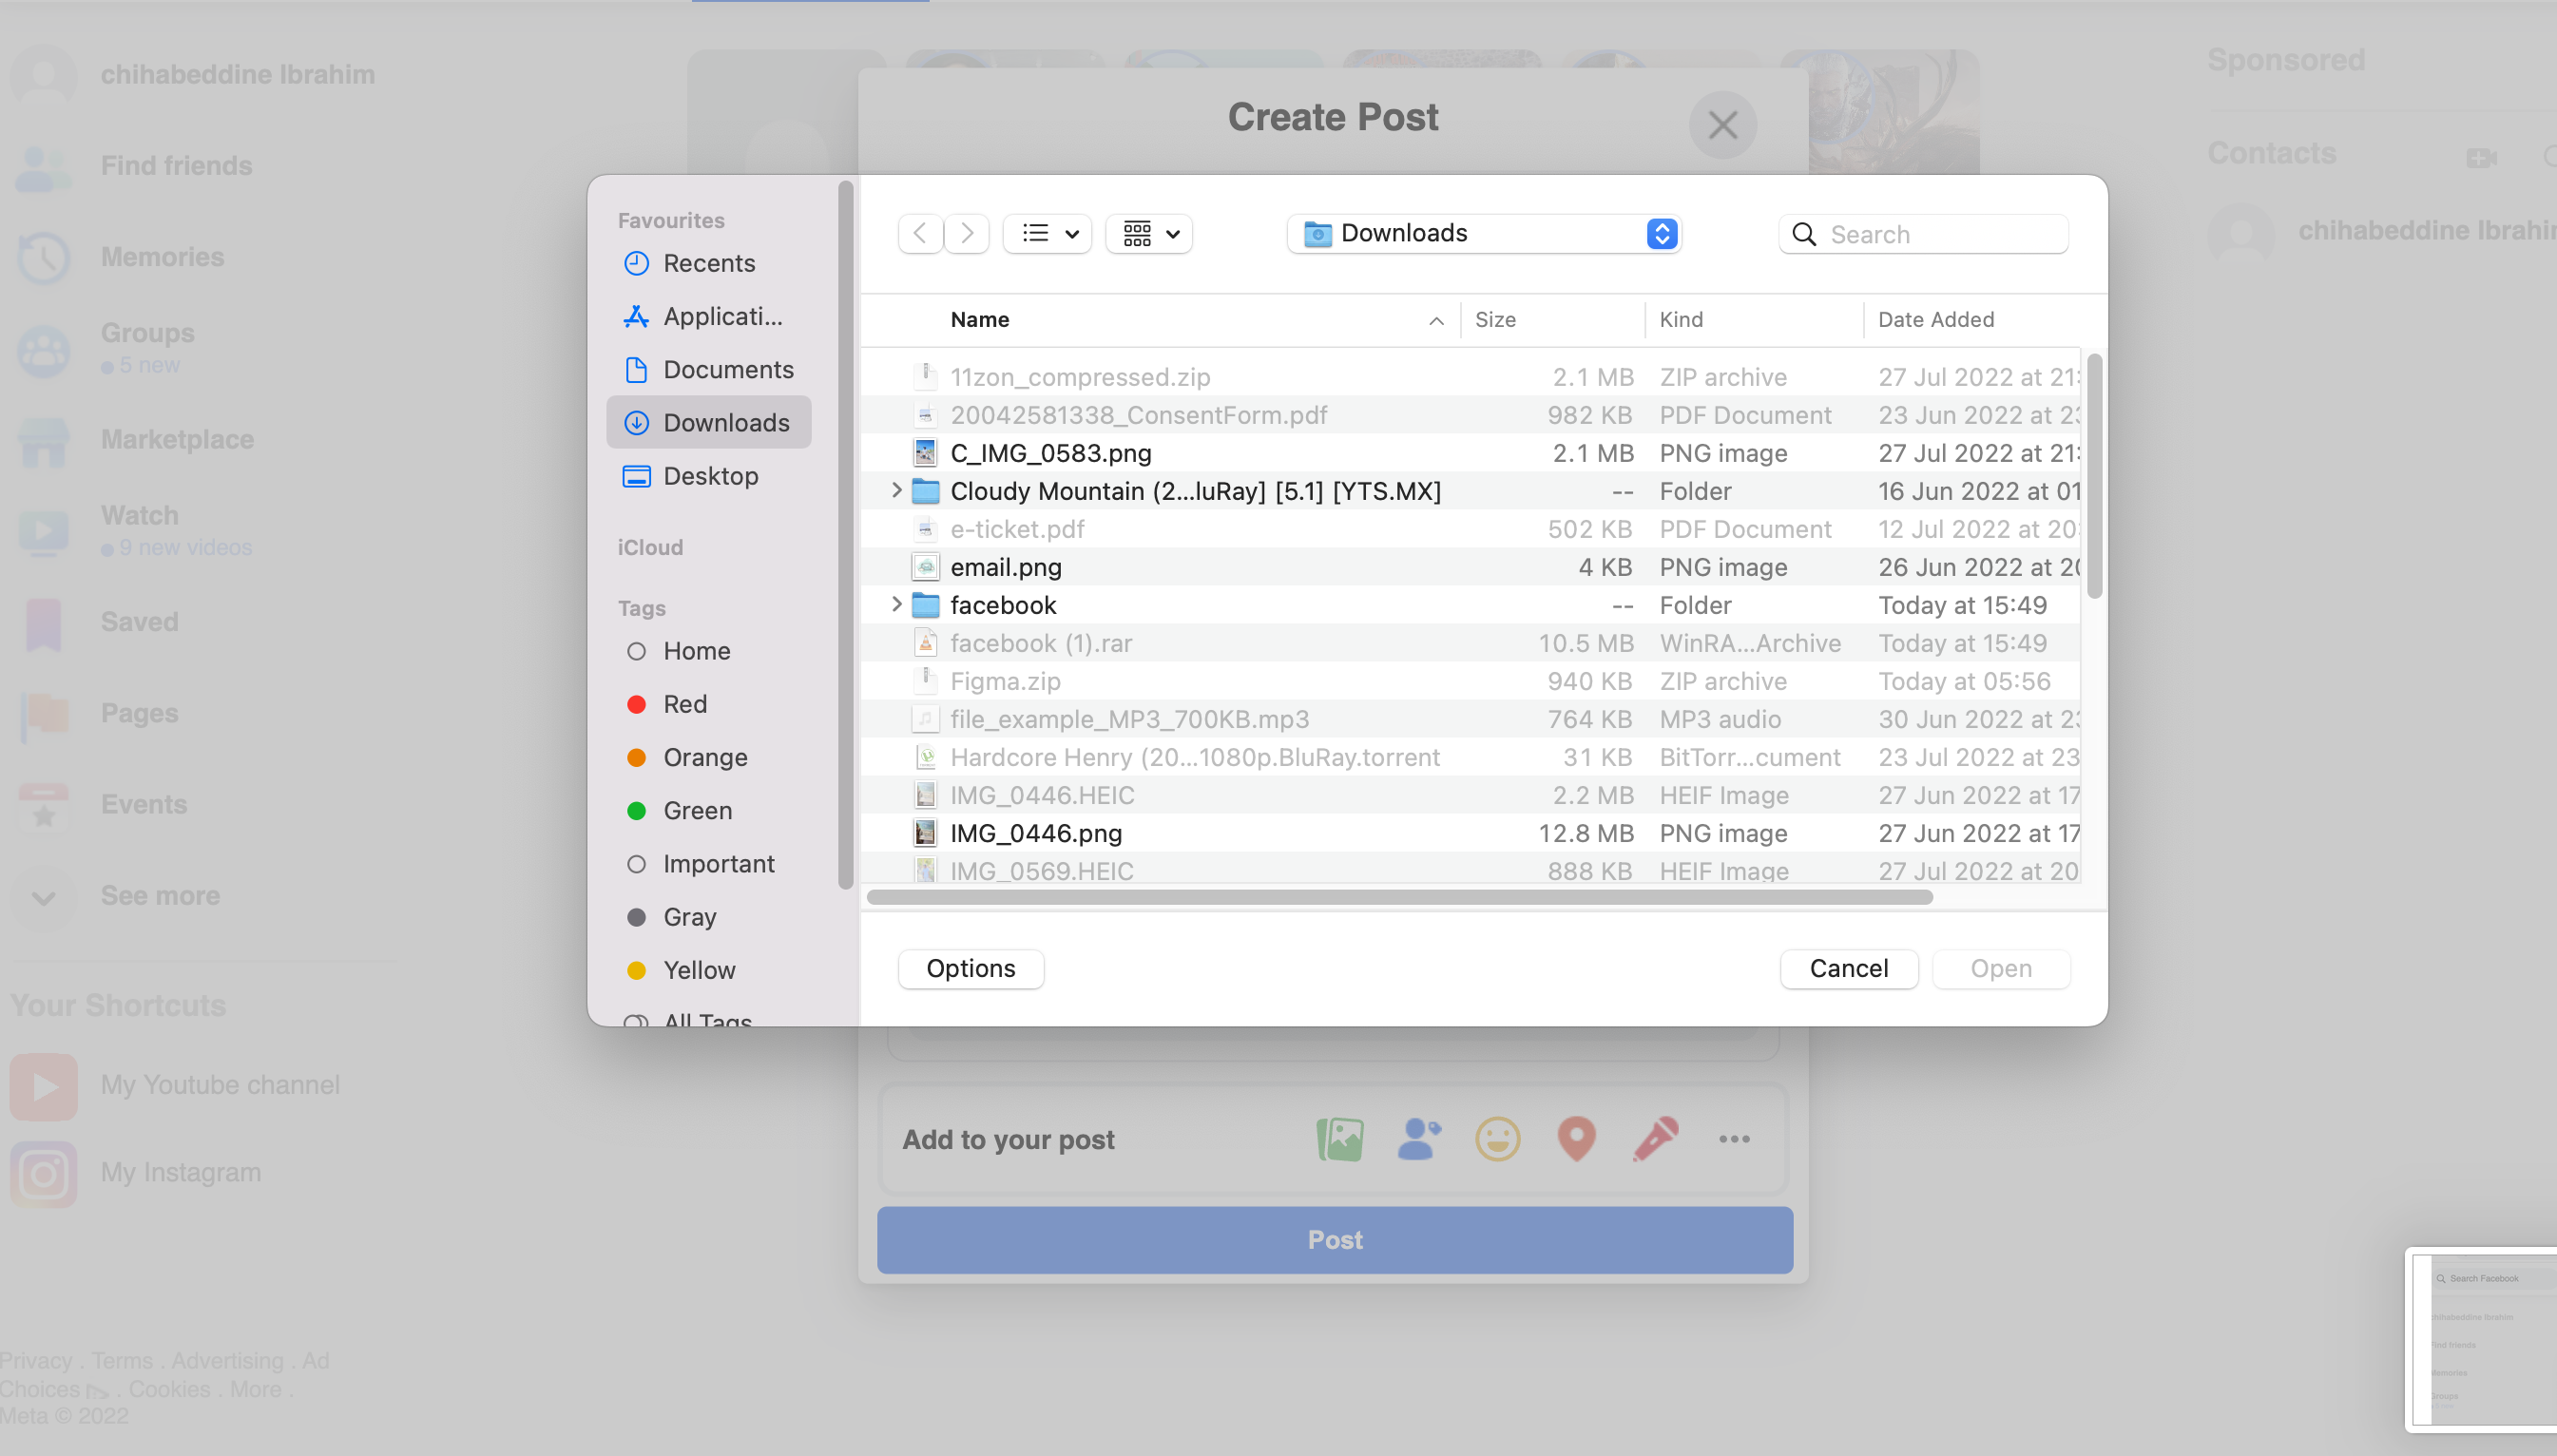 chihabeddine Ibrahim
Find friends
Memories
Groups
5 new
Marketplace
Watch
9 new videos
Saved
Pages
Events
See more
Your Shortcuts
My Youtube channel
My Instagram
Privacy . Terms . Advertising . Ad
Choices . Cookies . More .
Meta © 2022
Create Post
Favourites
Recents
Applicati...
Documents
Downloads
Desktop
iCloud
Tags
Home
Red
Orange
Green
Important
Gray
Yellow
All Tags
Downloads
Search
Name Size Kind Date Added
11zon_compressed.zip 2.1 MB ZIP archive 27 Jul 2022 at 21:
20042581338_ConsentForm.pdf 982 KB PDF Document 23 Jun 2022 at 23
C_IMG_0583.png 2.1 MB PNG image 27 Jul 2022 at 21:
Cloudy Mountain (2...luRay] [5.1] [YTS.MX] -- Folder 16 Jun 2022 at 01
e-ticket.pdf 502 KB PDF Document 12 Jul 2022 at 20
email.png 4 KB PNG image 26 Jun 2022 at 20
facebook -- Folder Today at 15:49
facebook (1).rar 10.5 MB WinRA...Archive Today at 15:49
Figma.zip 940 KB ZIP archive Today at 05:56
file_example_MP3_700KB.mp3 764 KB MP3 audio 30 Jun 2022 at 23
Hardcore Henry (20...1080p.BluRay.torrent 31 KB BitTorr...cument 23 Jul 2022 at 23
IMG_0446.HEIC 2.2 MB HEIF Image 27 Jun 2022 at 17
IMG_0446.png 12.8 MB PNG image 27 Jun 2022 at 17
IMG_0569.HEIC 888 KB HEIF Image 27 Jul 2022 at 20
Options Cancel Open
Add to your post
Post
Sponsored
Contacts
chihabeddine Ibrahim
Search Facebook
chihabeddine Ibrahim
Find friends
Memories
Groups